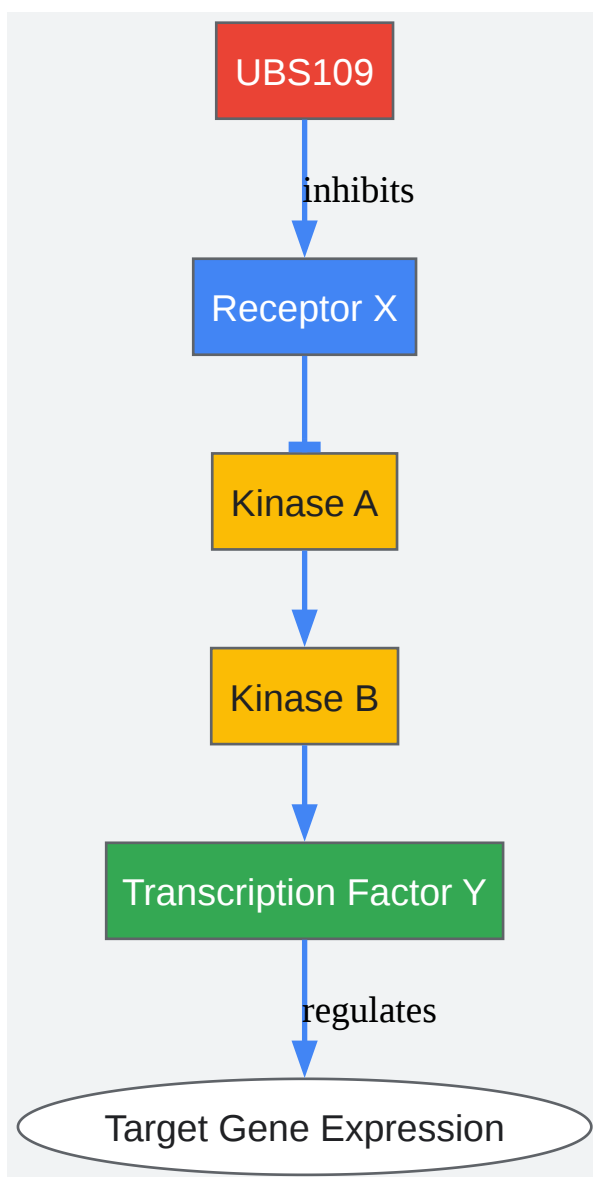 UBS109
inhibits
Receptor X
Kinase A
Kinase B
Transcription Factor Y
regulates
Target Gene Expression